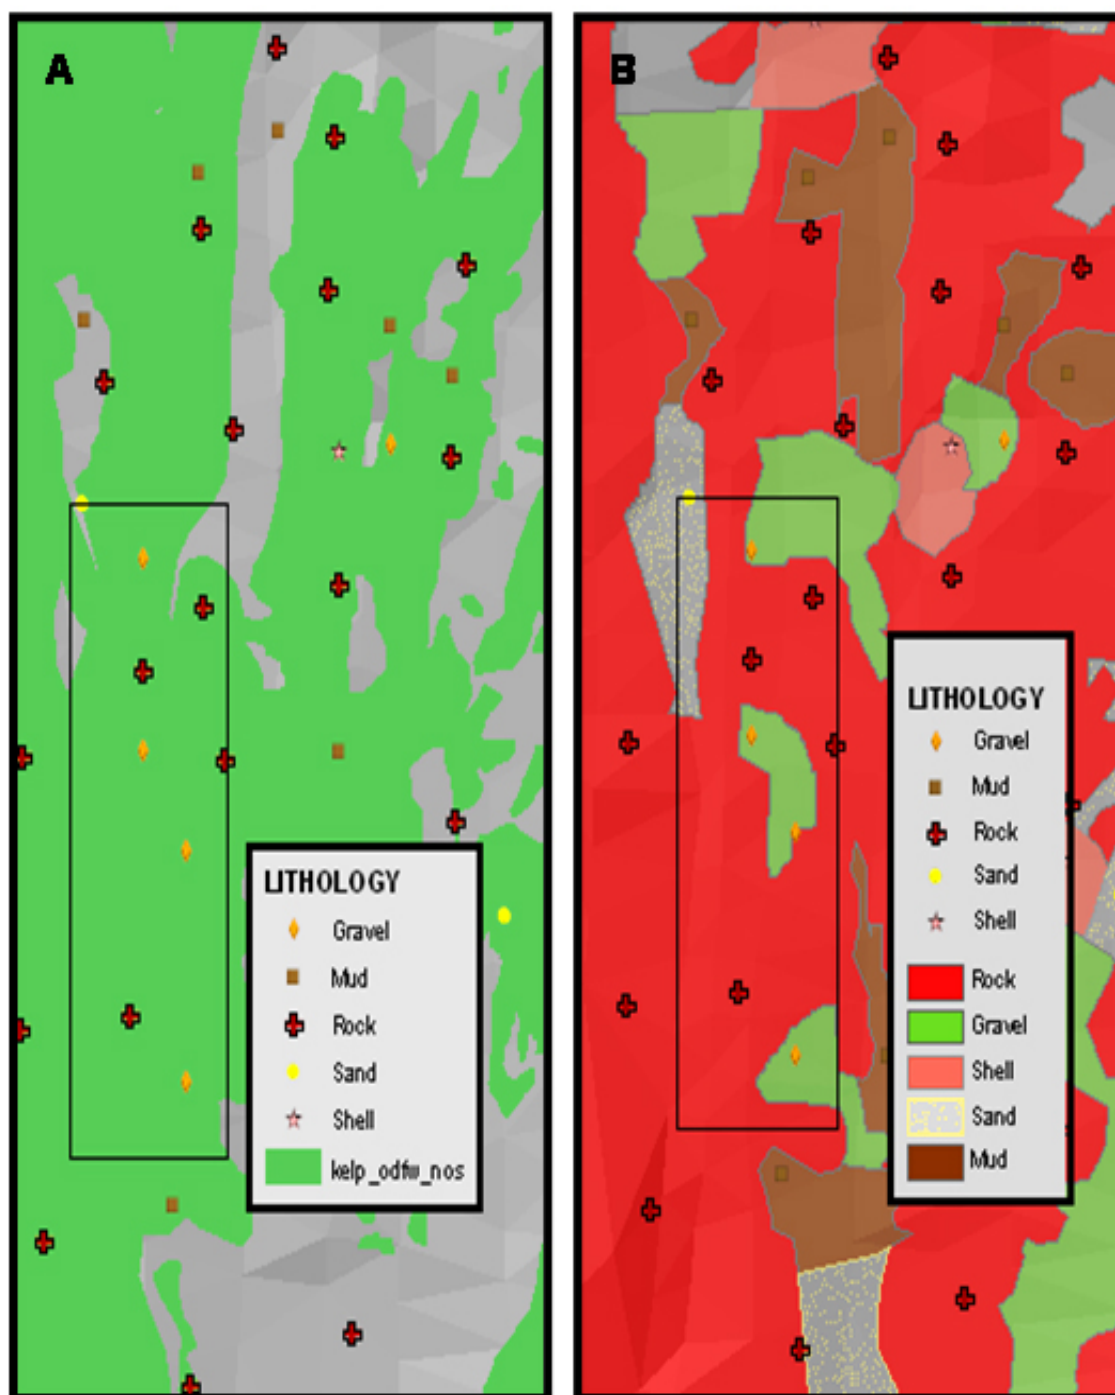 A
LITHOLOGY
Gravel
Mud
Rock
Sand
Shell
kelp_odfw_nos
B
LITHOLOGY
Gravel
Mud
Rock
Sand
Shell
Rock
Gravel
Shell
Sand
Mud